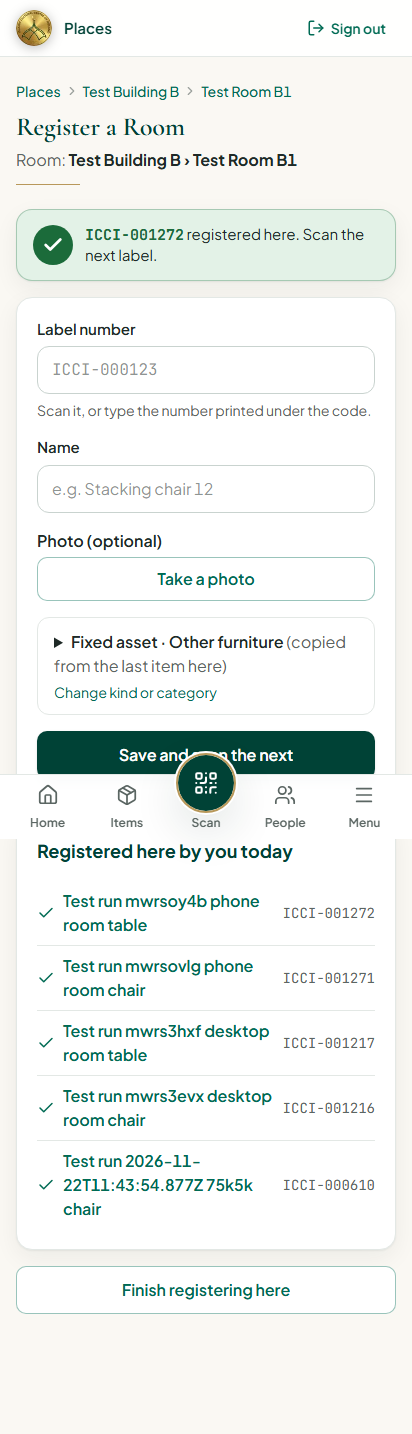 Places
Sign out
Places › Test Building B › Test Room B1
Register a Room
Room: Test Building B › Test Room B1
ICCI-001272 registered here. Scan the
next label.
Label number
ICCI-000123
Scan it, or type the number printed under the code.
Name
e.g. Stacking chair 12
Photo (optional)
Take a photo
Fixed asset · Other furniture (copied
from the last item here)
Change kind or category
Save and scan the next
Home
Items
Scan
People
Menu
Registered here by you today
Test run mwrsoy4b phone
room table
ICCI-001272
Test run mwrsovlg phone
room chair
ICCI-001271
Test run mwrs3hxf desktop
room table
ICCI-001217
Test run mwrs3evx desktop
room chair
ICCI-001216
Test run 2026-11-
22T11:43:54.877Z 75k5k
chair
ICCI-000610
Finish registering here